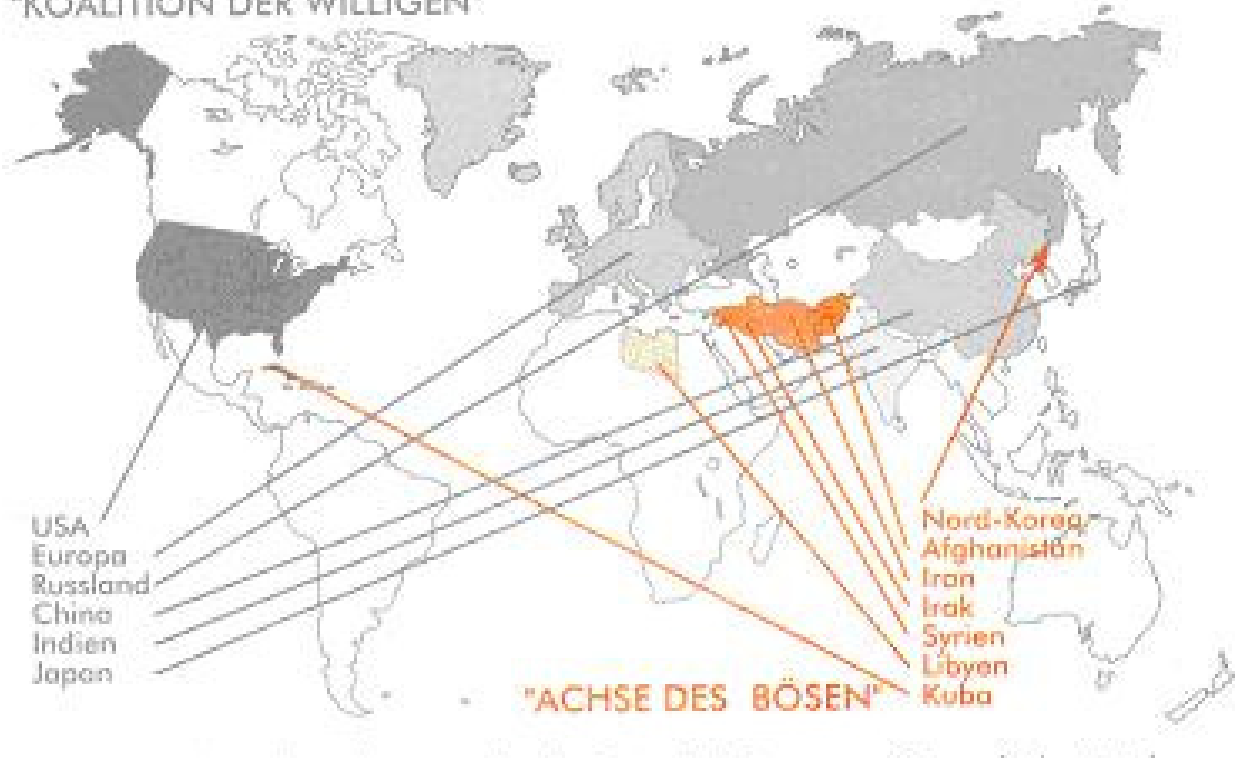 "KOALITION DER WILLIGEN"
USA
Europa
Russland
China
Indien
Japan
"ACHSE DES BÖSEN"
Nord-Korea
Afghanistan
Iran
Irak
Syrien
Libyen
Kuba